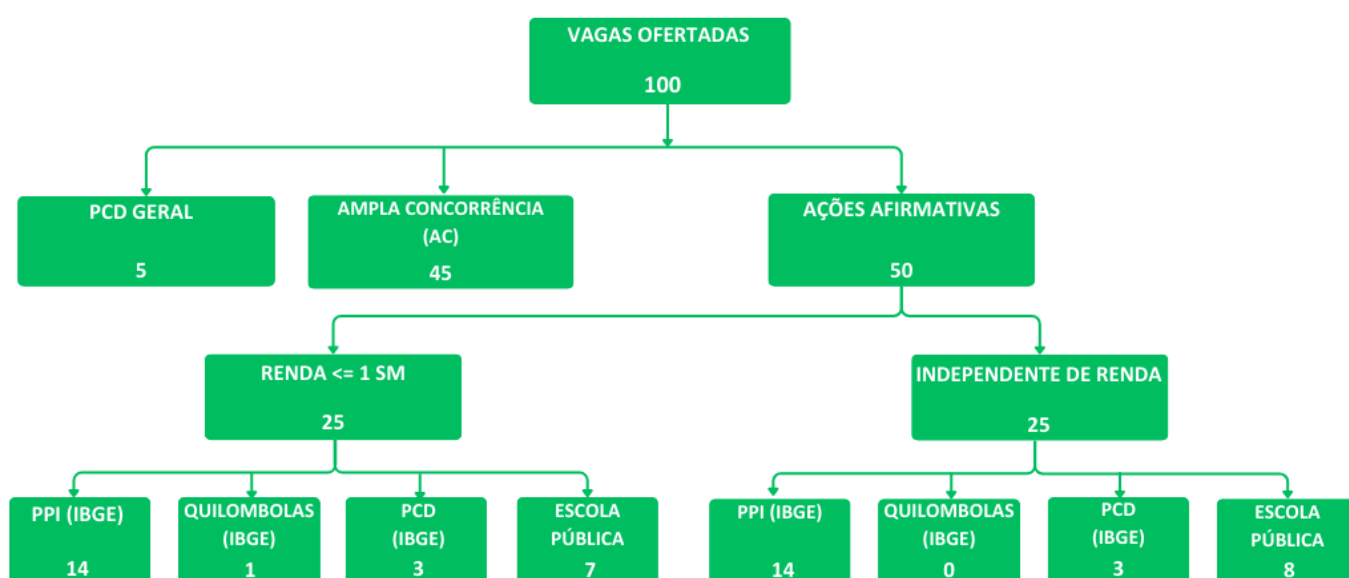 VAGAS OFERTADAS
100
PCD GERAL
5
AMPLA CONCORRÊNCIA
(AC)
45
AÇÕES AFIRMATIVAS
50
RENDA <= 1 SM
25
INDEPENDENTE DE RENDA
25
PPI (IBGE)
14
QUILOMBOLAS
(IBGE)
1
PCD
(IBGE)
3
ESCOLA
PÚBLICA
7
PPI (IBGE)
14
QUILOMBOLAS
(IBGE)
0
PCD
(IBGE)
3
ESCOLA
PÚBLICA
8